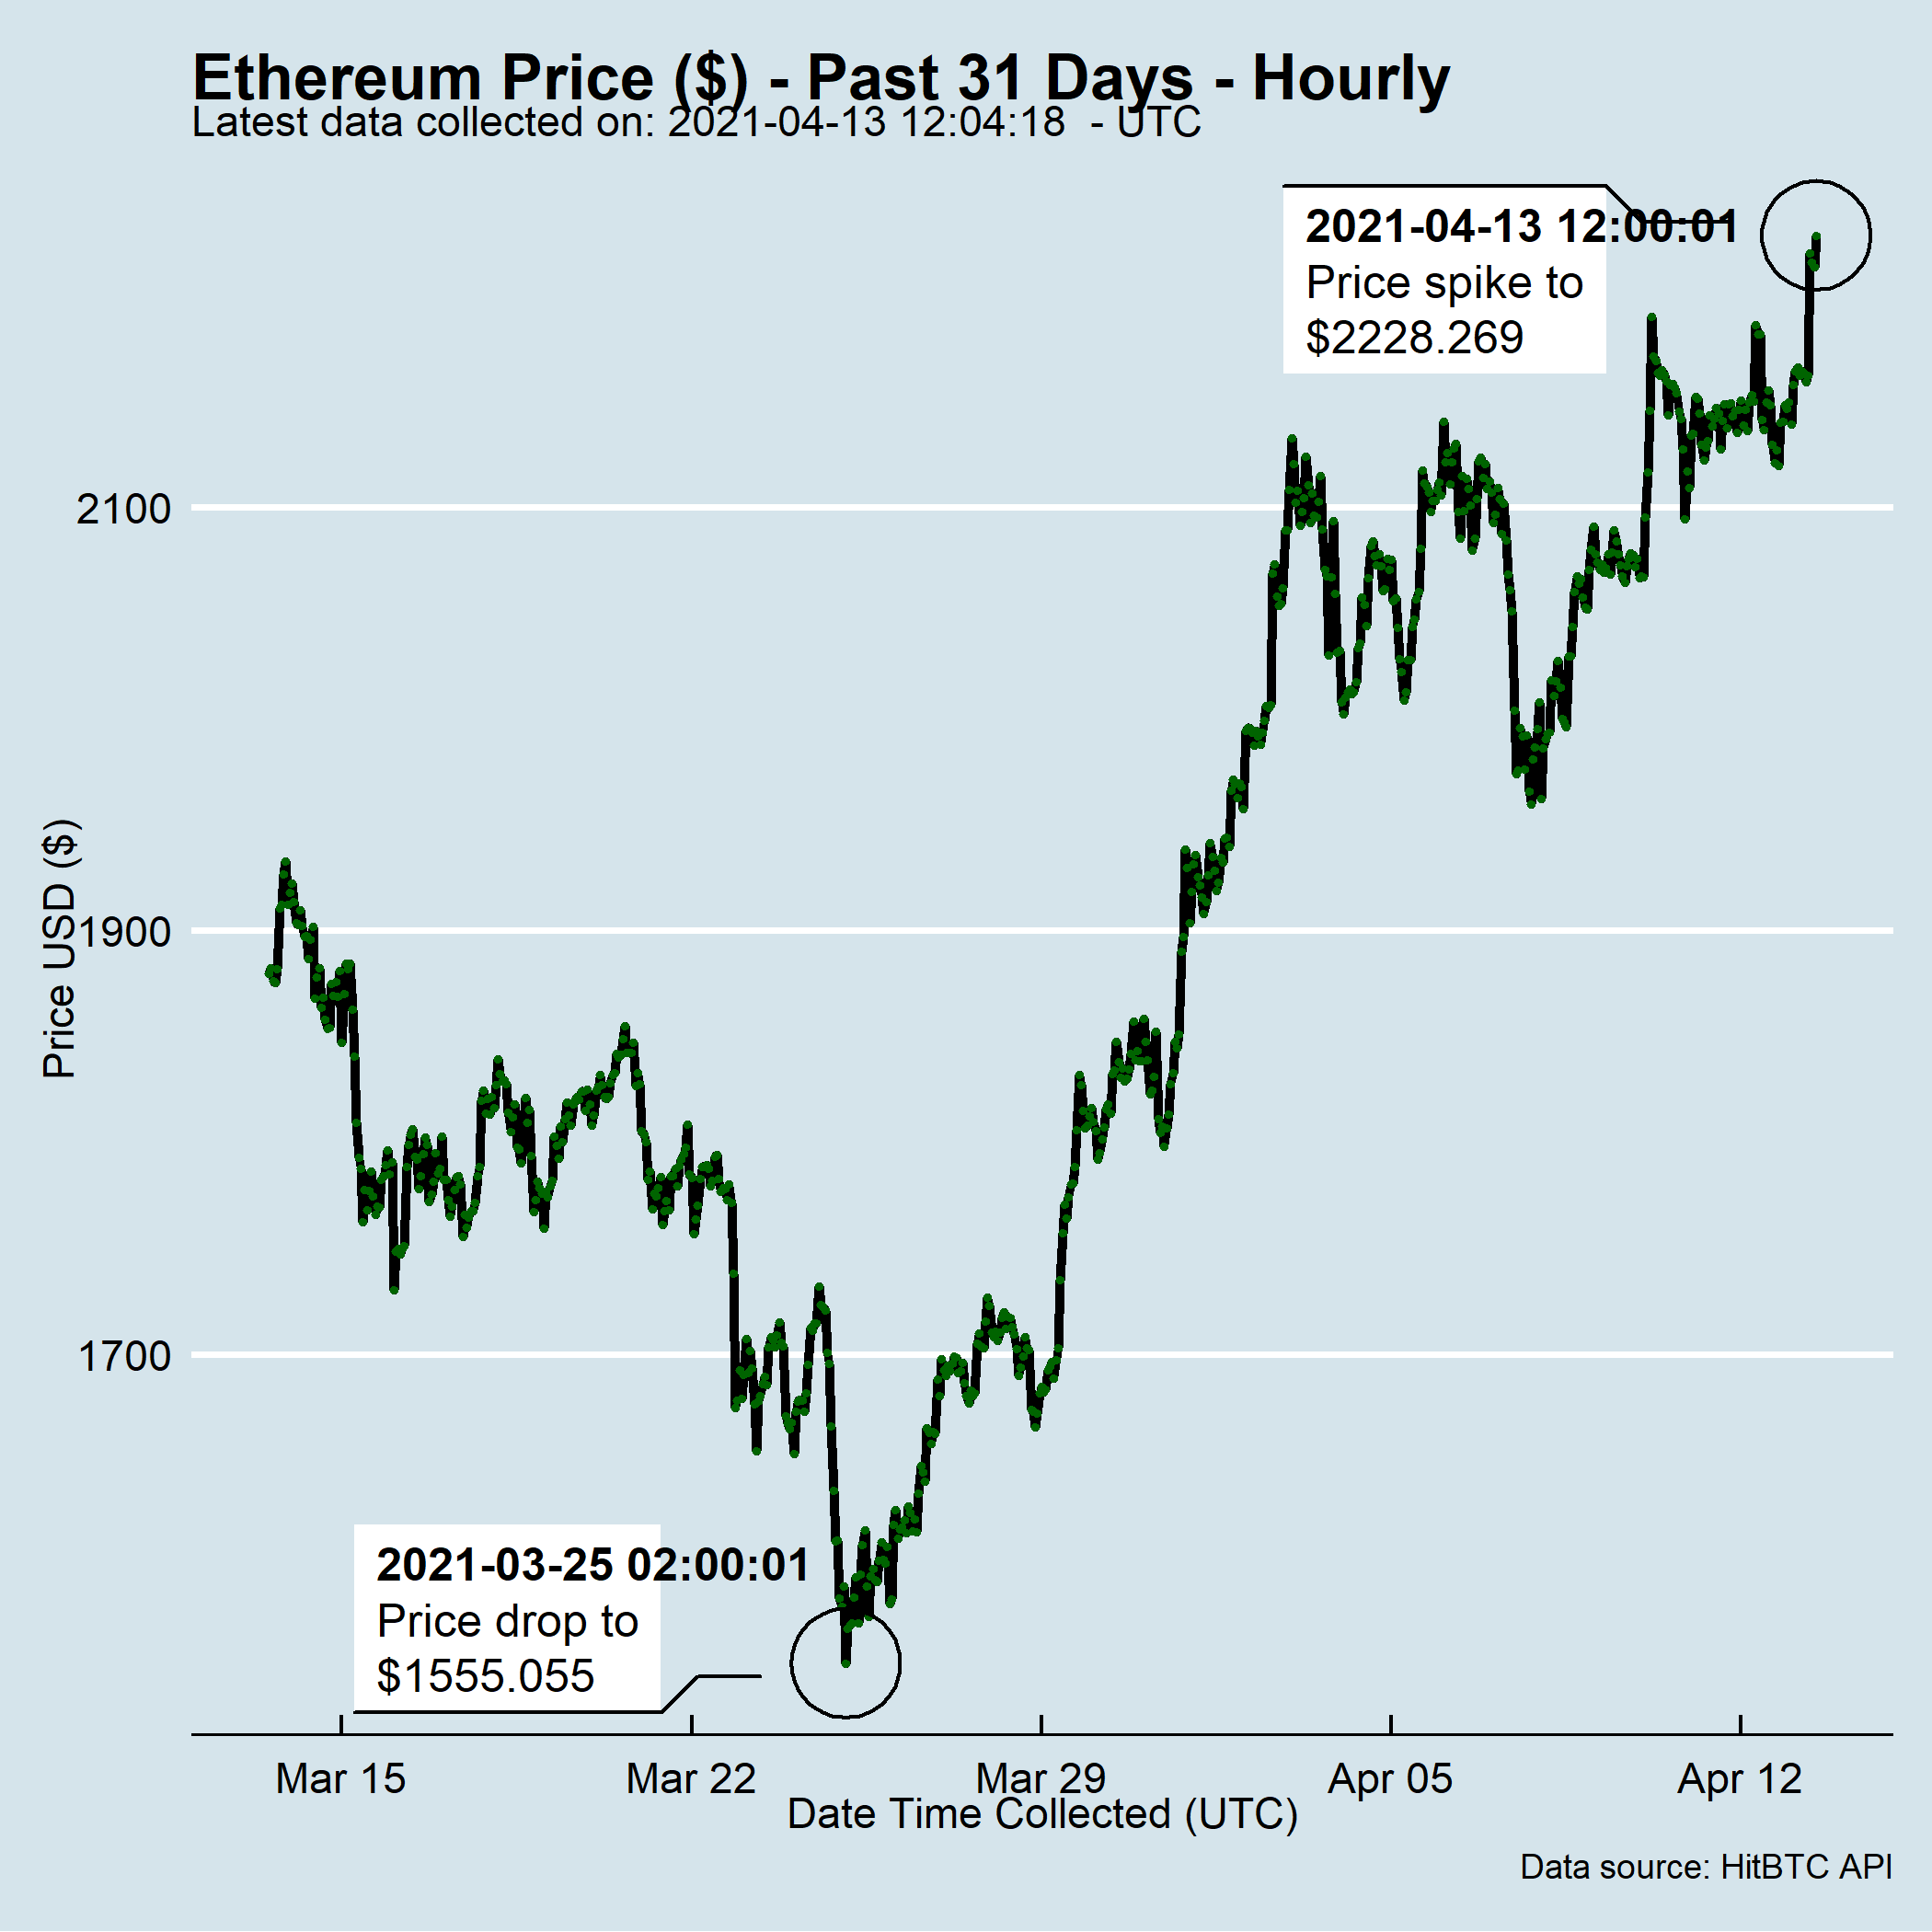 Ethereum Price ($) - Past 31 Days - Hourly
Latest data collected on: 2021-04-13 12:04:18  - UTC
2021-04-13 12:00:01
Price spike to
$2228.269
2100
1900
1700
Price USD ($)
2021-03-25 02:00:01
Price drop to
$1555.055
Mar 15
Mar 22
Mar 29
Apr 05
Apr 12
Date Time Collected (UTC)
Data source: HitBTC API